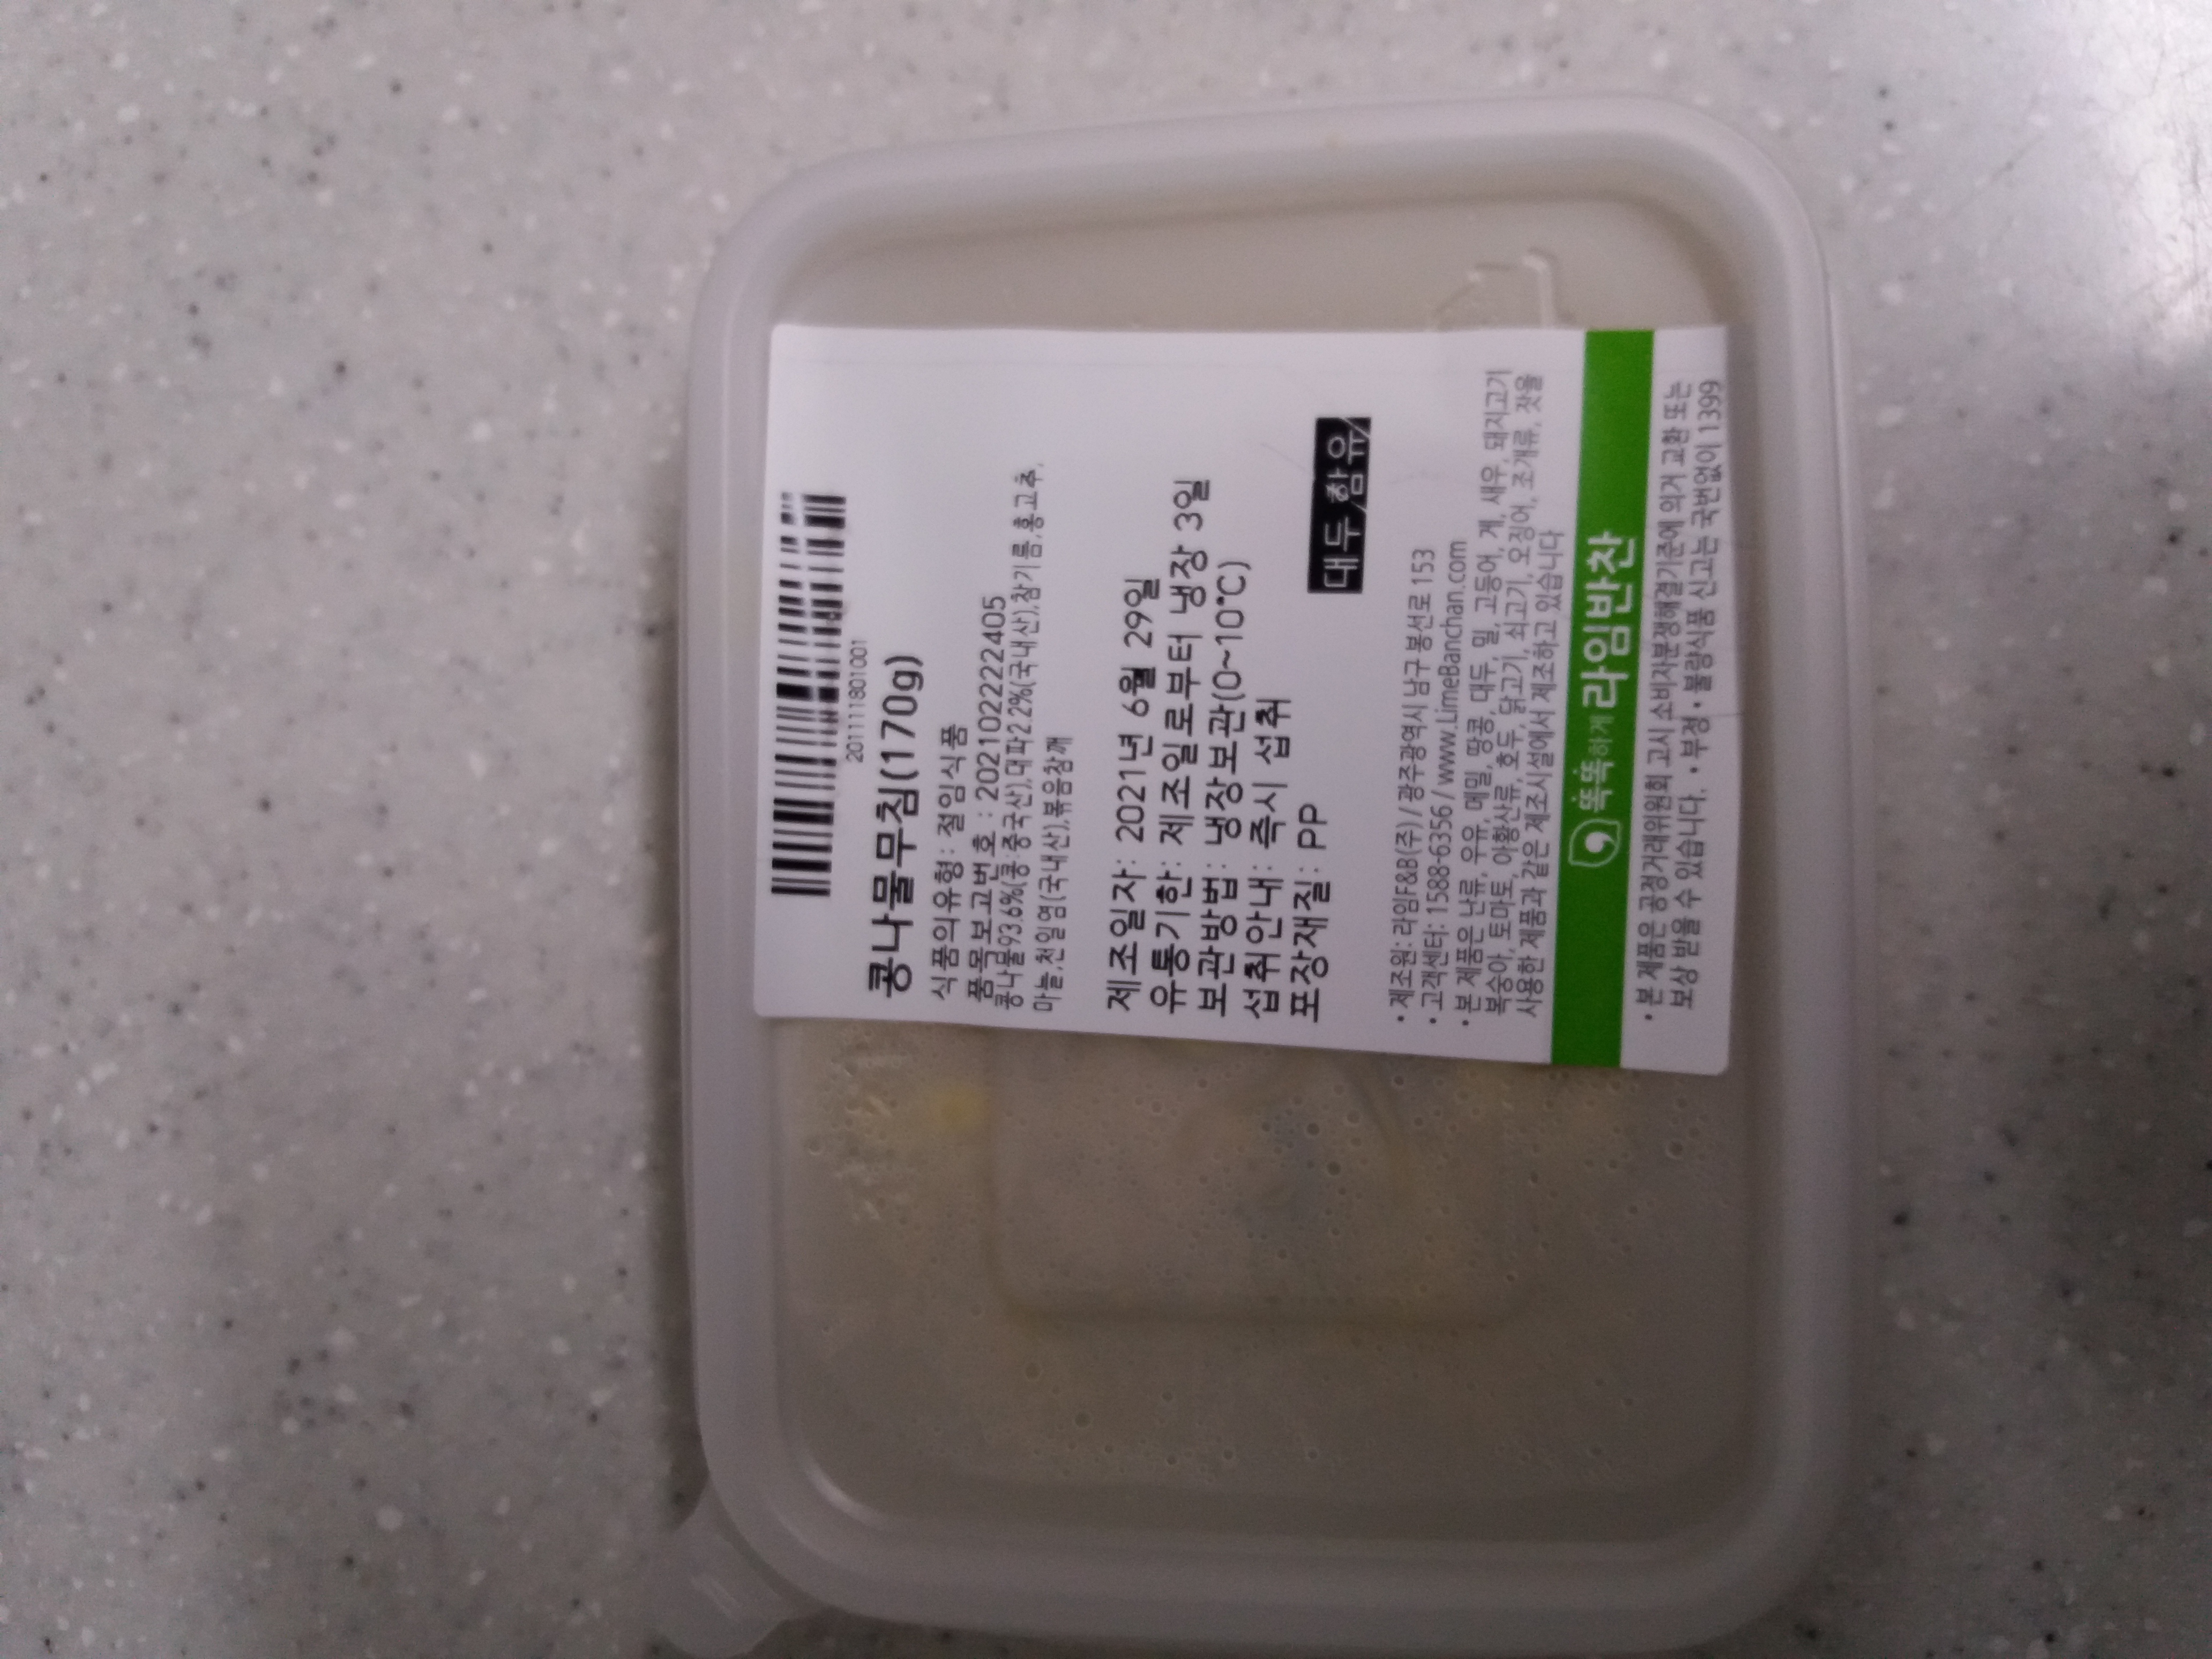 2011111801001
콩나물무침(170g)
식품의유형: 절임식품
품목보고번호 : 2021022222405
콩나물93.6%(콩:중국산),대파2.2%(국내산),참기름,홍고추,
마늘,천일염(국내산),볶음참깨
제조일자: 2021년 6월 29일
유통기한: 제조일로부터 냉장 3일
보관방법: 냉장보관(0~10℃)
섭취안내: 즉시 섭취
포장재질: PP
대두 함유
• 제조원: 라임F&B(주) / 광주광역시 남구 봉선로 153
• 고객센터: 1588-6356 / www.LimeBanchan.com
• 본 제품은 난류, 우유, 메밀, 땅콩, 대두, 밀, 고등어, 게, 새우, 돼지고기
복숭아, 토마토, 아황산류, 호두, 닭고기, 쇠고기, 오징어, 조개류, 잣을
사용한 제품과 같은 제조시설에서 제조하고 있습니다
똑똑하게 라임반찬
• 본 제품은 공정거래위원회 고시 소비자분쟁해결기준에 의거 교환 또는
보상 받을 수 있습니다. • 부정 • 불량식품 신고는 국번없이 1399